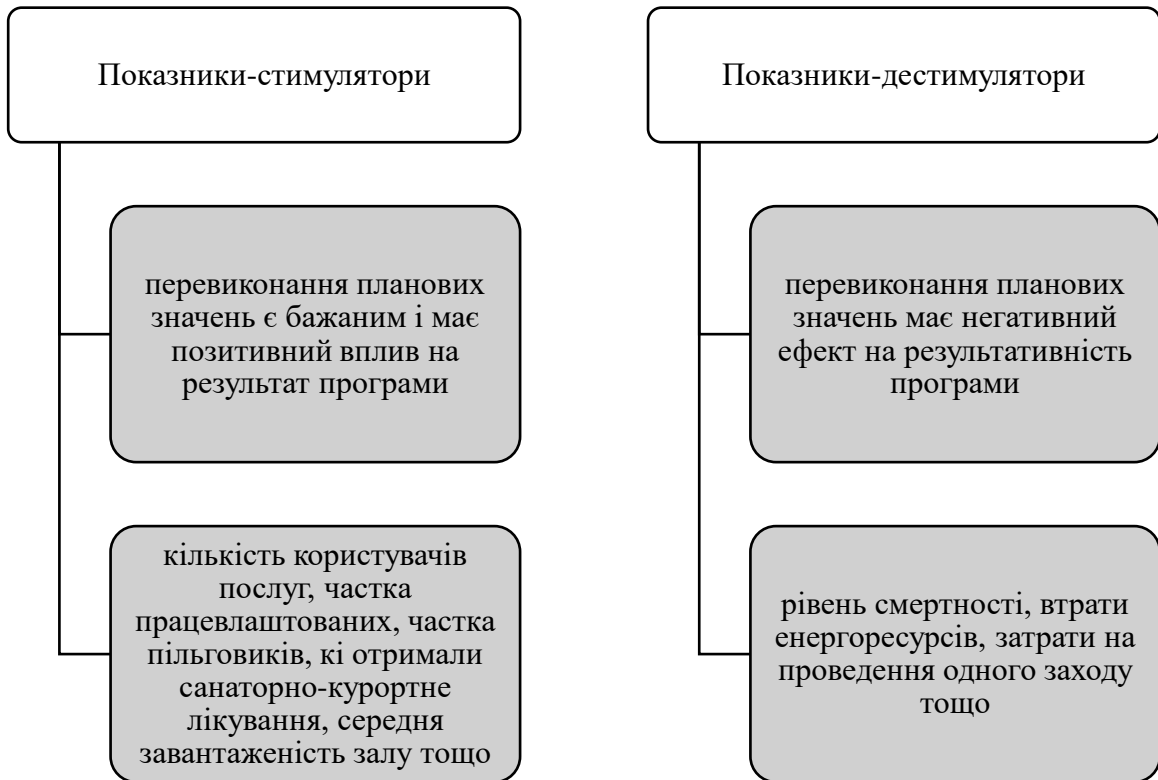 Показники-стимулятори
перевиконання планових
значень є бажаним і має
позитивний вплив на
результат програми
кількість користувачів
послуг, частка
працевлаштованих, частка
пільговиків, кі отримали
санаторно-курортне
лікування, середня
завантаженість залу тощо
Показники-дестимулятори
перевиконання планових
значень має негативний
ефект на результативність
програми
рівень смертності, втрати
енергоресурсів, затрати на
проведення одного заходу
тощо